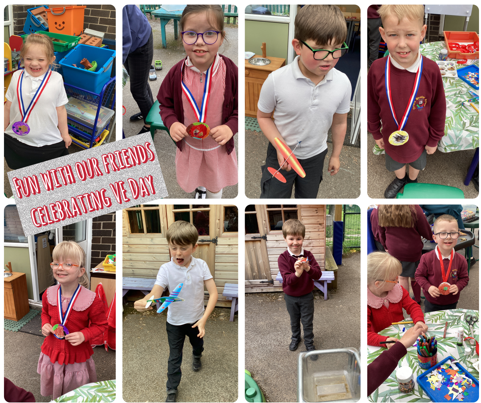 Fun with our friends
celebrating VE Day